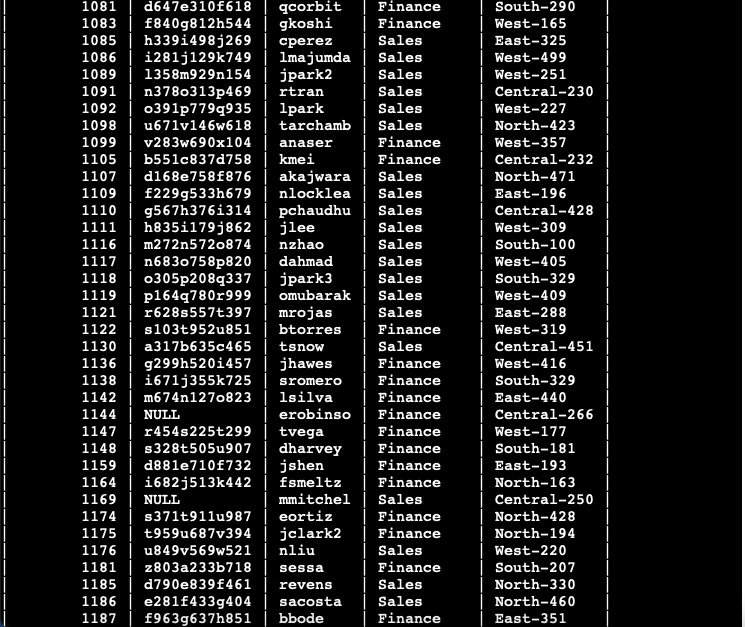 | 1081 | d647e310f618 | qcorbit | Finance | South-290 |
| 1083 | f840g812h544 | gkoshi | Finance | West-165 |
| 1085 | h339i498j269 | cperez | Sales | East-325 |
| 1086 | i281j129k749 | lmajumda | Sales | West-499 |
| 1089 | l358m929n154 | jpark2 | Sales | West-251 |
| 1091 | n378o313p469 | rtran | Sales | Central-230 |
| 1092 | o391p779q935 | lpark | Sales | West-227 |
| 1098 | u671v146w618 | tarchamb | Sales | North-423 |
| 1099 | v283w690x104 | anaser | Finance | West-357 |
| 1105 | b551c837d758 | kmei | Finance | Central-232 |
| 1107 | d168e758f876 | akajwara | Sales | North-471 |
| 1109 | f229g533h679 | nlocklea | Sales | East-196 |
| 1110 | g567h376i314 | pchaudhu | Sales | Central-428 |
| 1111 | h835i179j862 | jlee | Sales | West-309 |
| 1116 | m272n572o874 | nzhao | Sales | South-100 |
| 1117 | n683o758p820 | dahmad | Sales | West-405 |
| 1118 | o305p208q337 | jpark3 | Sales | South-329 |
| 1119 | p164q780r999 | omubarak | Sales | West-409 |
| 1121 | r628s557t397 | mrojas | Sales | East-288 |
| 1122 | s103t952u851 | btorres | Finance | West-319 |
| 1130 | a317b635c465 | tsnow | Sales | Central-451 |
| 1136 | g299h520i457 | jhawes | Finance | West-416 |
| 1138 | i671j355k725 | sromero | Finance | South-329 |
| 1142 | m674n127o823 | lsilva | Finance | East-440 |
| 1144 | NULL | erobinso | Finance | Central-266 |
| 1147 | r454s225t299 | tvega | Finance | West-177 |
| 1148 | s328t505u907 | dharvey | Finance | South-181 |
| 1159 | d881e710f732 | jshen | Finance | East-193 |
| 1164 | i682j513k442 | fsmeltz | Finance | North-163 |
| 1169 | NULL | mmitchel | Sales | Central-250 |
| 1174 | s371t911u987 | eortiz | Finance | North-428 |
| 1175 | t959u687v394 | jclark2 | Finance | North-194 |
| 1176 | u849v569w521 | nliu | Sales | West-220 |
| 1181 | z803a233b718 | sessa | Finance | South-207 |
| 1185 | d790e839f461 | revens | Sales | North-330 |
| 1186 | e281f433g404 | sacosta | Sales | North-460 |
| 1187 | f963g637h851 | bbode | Finance | East-351 |